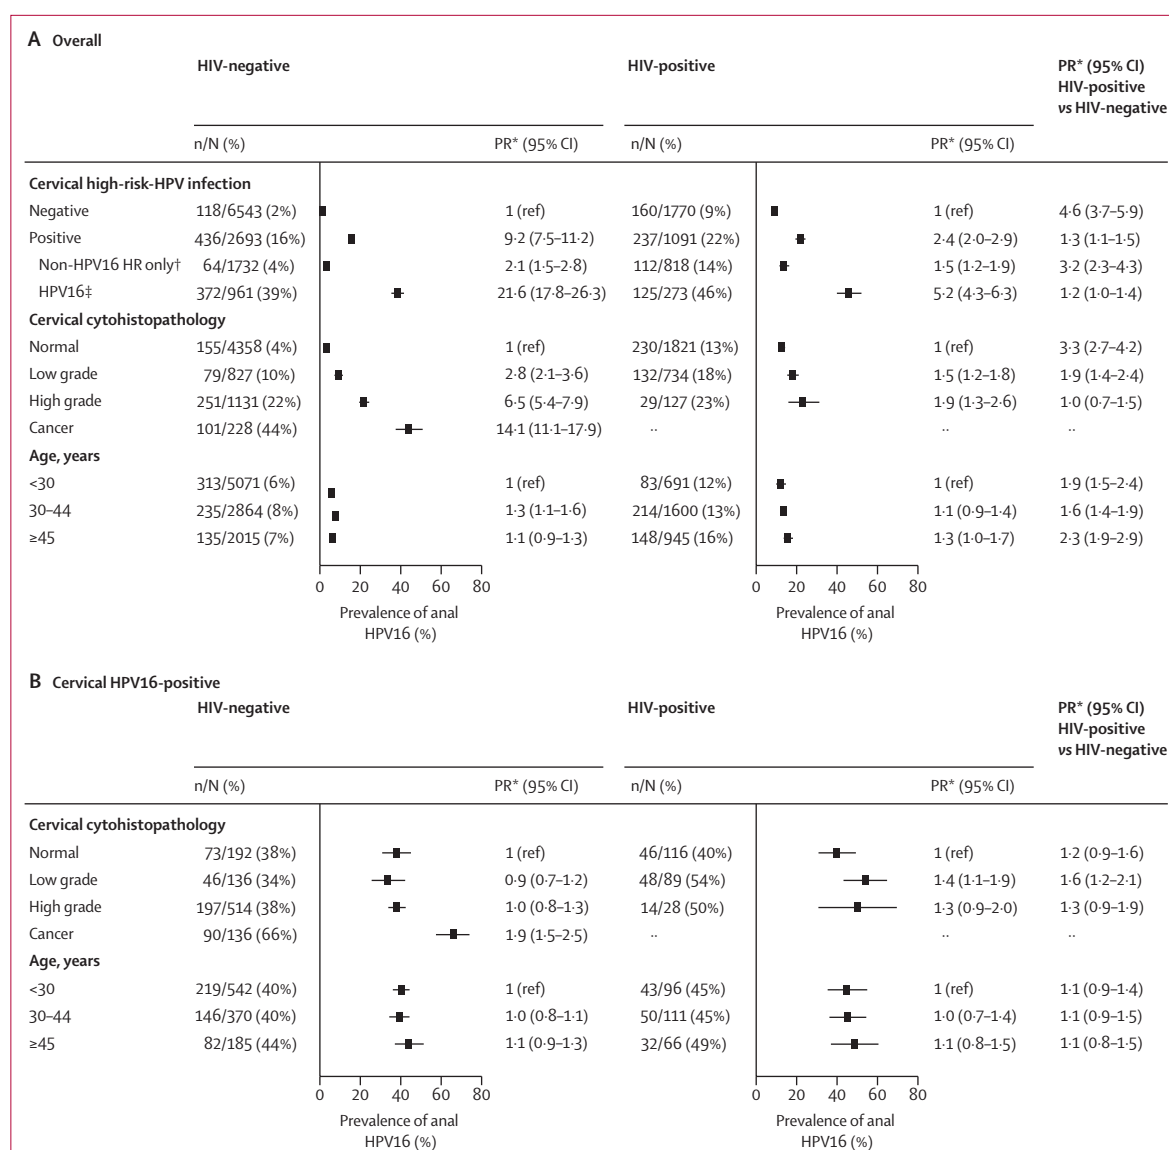 A Overall
HIV-negative HIV-positive PR* (95% CI)
HIV-positive
vs HIV-negative
n/N (%) PR* (95% CI) n/N (%) PR* (95% CI)
Cervical high-risk-HPV infection
Negative 118/6543 (2%) 1 (ref) 160/1770 (9%) 1 (ref) 4·6 (3·7–5·9)
Positive 436/2693 (16%) 9·2 (7·5–11·2) 237/1091 (22%) 2·4 (2·0–2·9) 1·3 (1·1–1·5)
Non-HPV16 HR only† 64/1732 (4%) 2·1 (1·5–2·8) 112/818 (14%) 1·5 (1·2–1·9) 3·2 (2·3–4·3)
HPV16‡ 372/961 (39%) 21·6 (17·8–26·3) 125/273 (46%) 5·2 (4·3–6·3) 1·2 (1·0–1·4)
Cervical cytohistopathology
Normal 155/4358 (4%) 1 (ref) 230/1821 (13%) 1 (ref) 3·3 (2·7–4·2)
Low grade 79/827 (10%) 2·8 (2·1–3·6) 132/734 (18%) 1·5 (1·2–1·8) 1·9 (1·4–2·4)
High grade 251/1131 (22%) 6·5 (5·4–7·9) 29/127 (23%) 1·9 (1·3–2·6) 1·0 (0·7–1·5)
Cancer 101/228 (44%) 14·1 (11·1–17·9) ·· ·· ··
Age, years
<30 313/5071 (6%) 1 (ref) 83/691 (12%) 1 (ref) 1·9 (1·5–2·4)
30–44 235/2864 (8%) 1·3 (1·1–1·6) 214/1600 (13%) 1·1 (0·9–1·4) 1·6 (1·4–1·9)
≥45 135/2015 (7%) 1·1 (0·9–1·3) 148/945 (16%) 1·3 (1·0–1·7) 2·3 (1·9–2·9)
0 20 40 60 80 0 20 40 60 80
Prevalence of anal Prevalence of anal
HPV16 (%) HPV16 (%)
B Cervical HPV16-positive
HIV-negative HIV-positive PR* (95% CI)
HIV-positive
vs HIV-negative
n/N (%) PR* (95% CI) n/N (%) PR* (95% CI)
Cervical cytohistopathology
Normal 73/192 (38%) 1 (ref) 46/116 (40%) 1 (ref) 1·2 (0·9–1·6)
Low grade 46/136 (34%) 0·9 (0·7–1·2) 48/89 (54%) 1·4 (1·1–1·9) 1·6 (1·2–2·1)
High grade 197/514 (38%) 1·0 (0·8–1·3) 14/28 (50%) 1·3 (0·9–2·0) 1·3 (0·9–1·9)
Cancer 90/136 (66%) 1·9 (1·5–2·5) ·· ·· ··
Age, years
<30 219/542 (40%) 1 (ref) 43/96 (45%) 1 (ref) 1·1 (0·9–1·4)
30–44 146/370 (40%) 1·0 (0·8–1·1) 50/111 (45%) 1·0 (0·7–1·4) 1·1 (0·9–1·5)
≥45 82/185 (44%) 1·1 (0·9–1·3) 32/66 (49%) 1·1 (0·8–1·5) 1·1 (0·8–1·5)
0 20 40 60 80 0 20 40 60 80
Prevalence of anal Prevalence of anal
HPV16 (%) HPV16 (%)